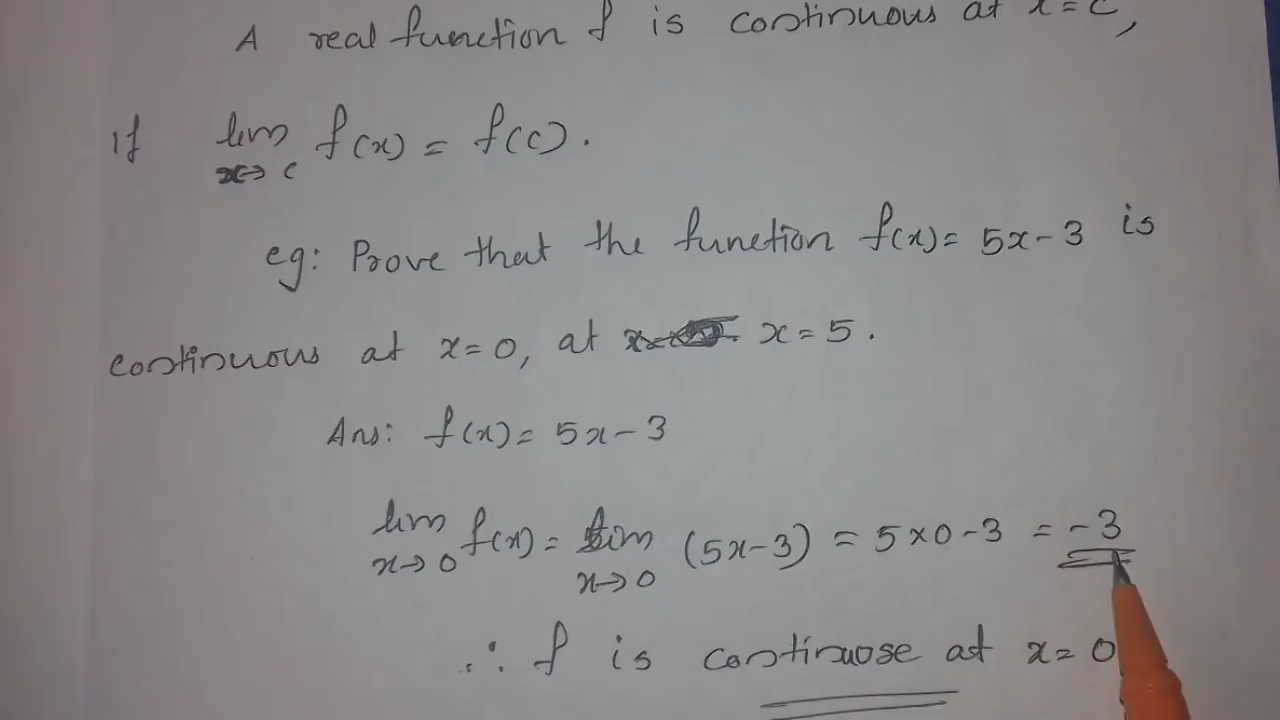 A real function f is continuous at x = c,
if lim x→c f(x) = f(c).
eg: Prove that the function f(x) = 5x - 3 is
continuous at x = 0, at x = 5.
Ans: f(x) = 5x - 3
lim x→0 f(x) = lim x→0 (5x - 3) = 5 × 0 - 3 = -3
∴ f is continuose at x = 0